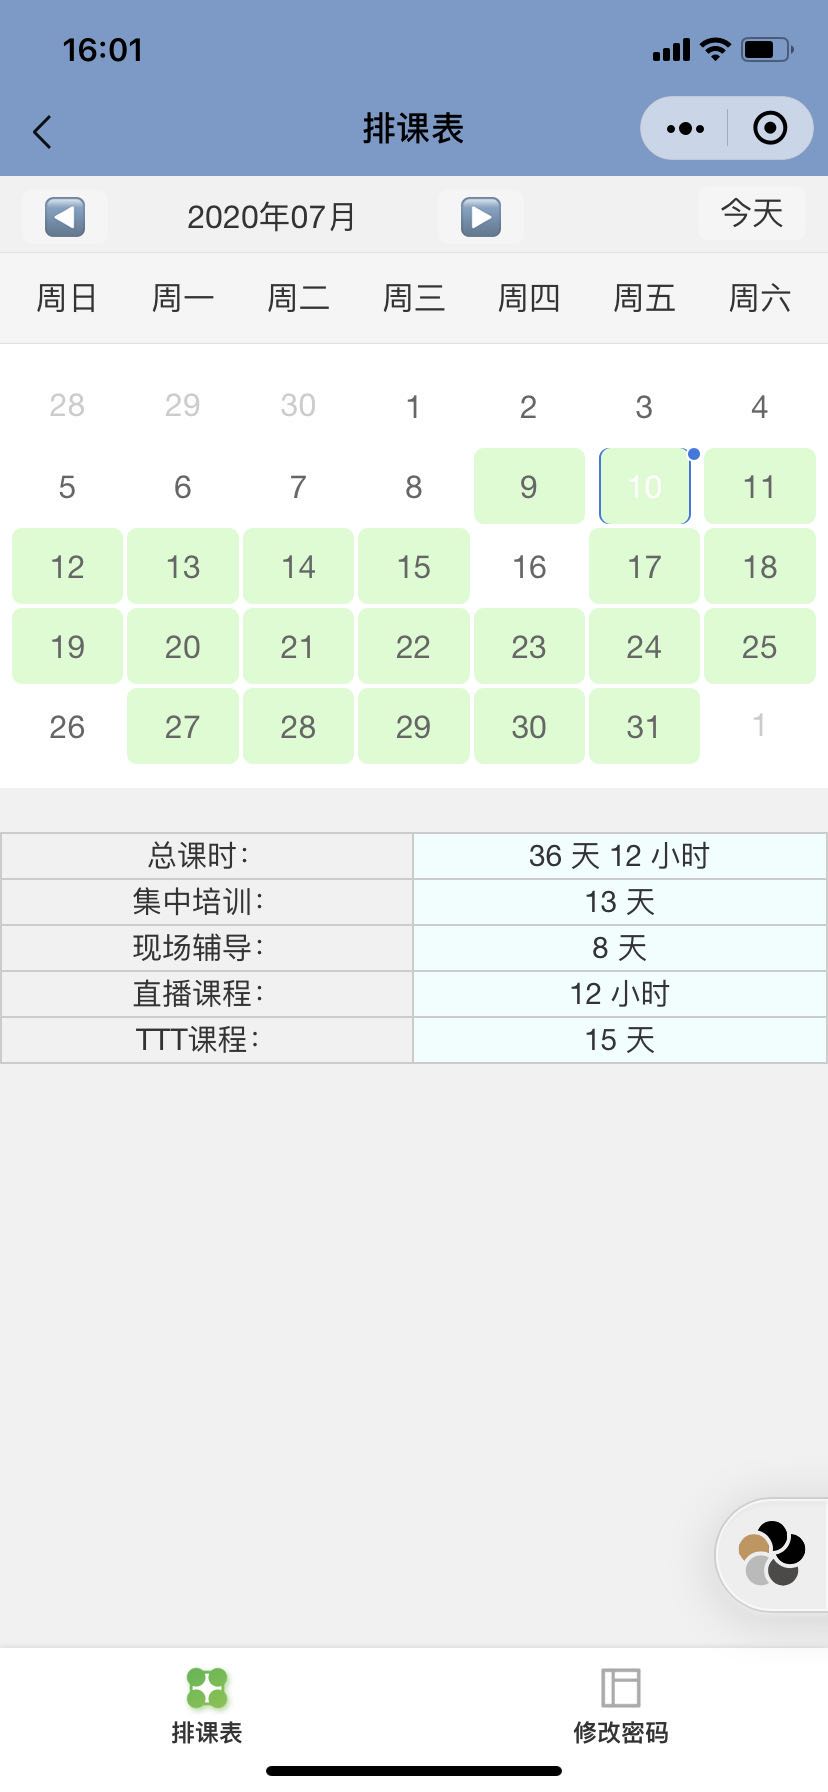 16:01
排课表
2020年07月 今天
周日 周一 周二 周三 周四 周五 周六
28 29 30 1 2 3 4
5 6 7 8 9 10 11
12 13 14 15 16 17 18
19 20 21 22 23 24 25
26 27 28 29 30 31 1
总课时: 36 天 12 小时
集中培训: 13 天
现场辅导: 8 天
直播课程: 12 小时
TTT课程: 15 天
排课表 修改密码